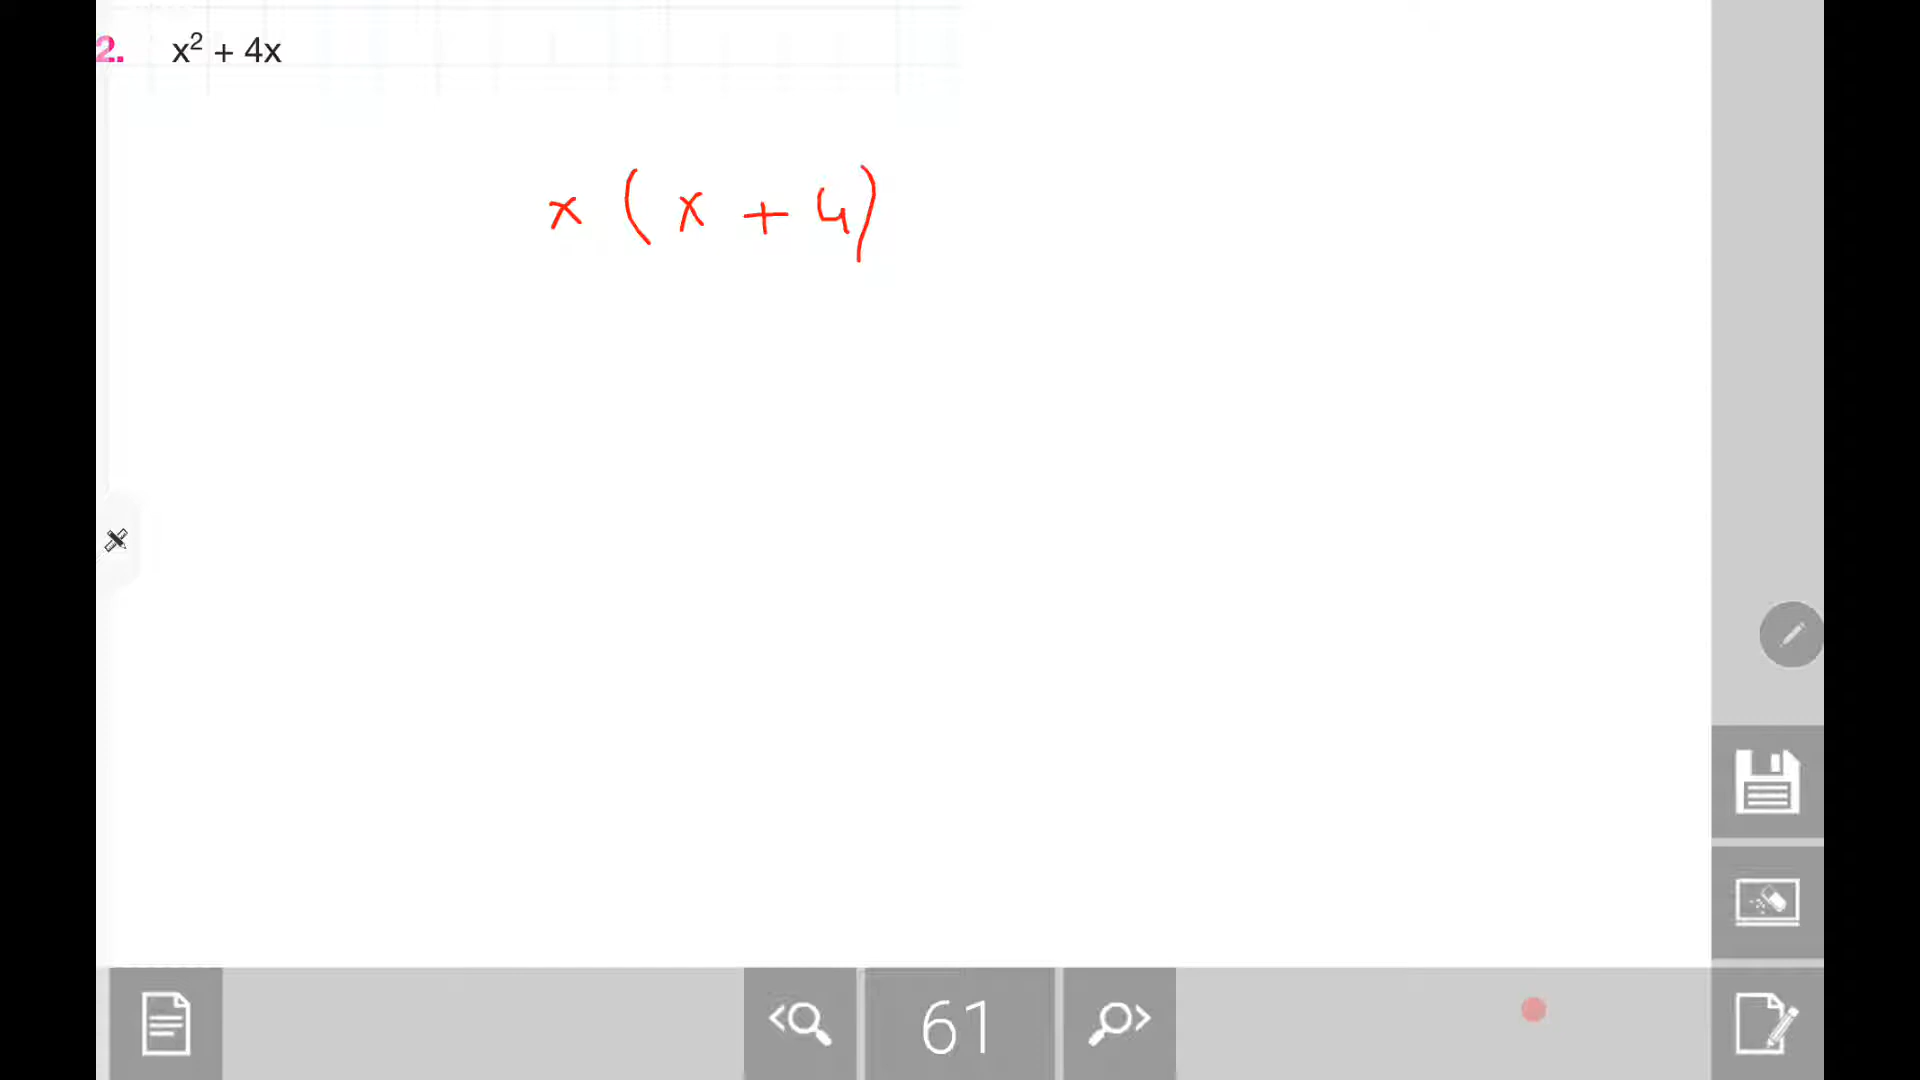 2. x² + 4x
x ( x + 4)
61